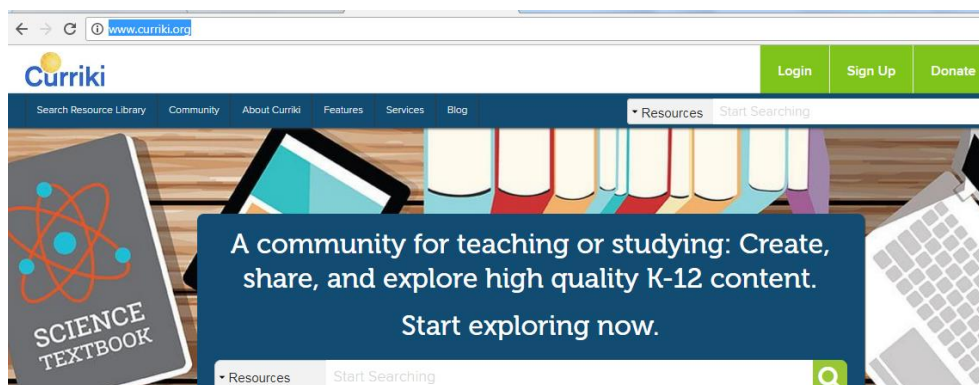 www.curriki.org
Curriki
Login Sign Up Donate
Search Resource Library Community About Curriki Features Services Blog
Resources Start Searching
A community for teaching or studying: Create,
share, and explore high quality K-12 content.
Start exploring now.
SCIENCE
TEXTBOOK
Resources Start Searching